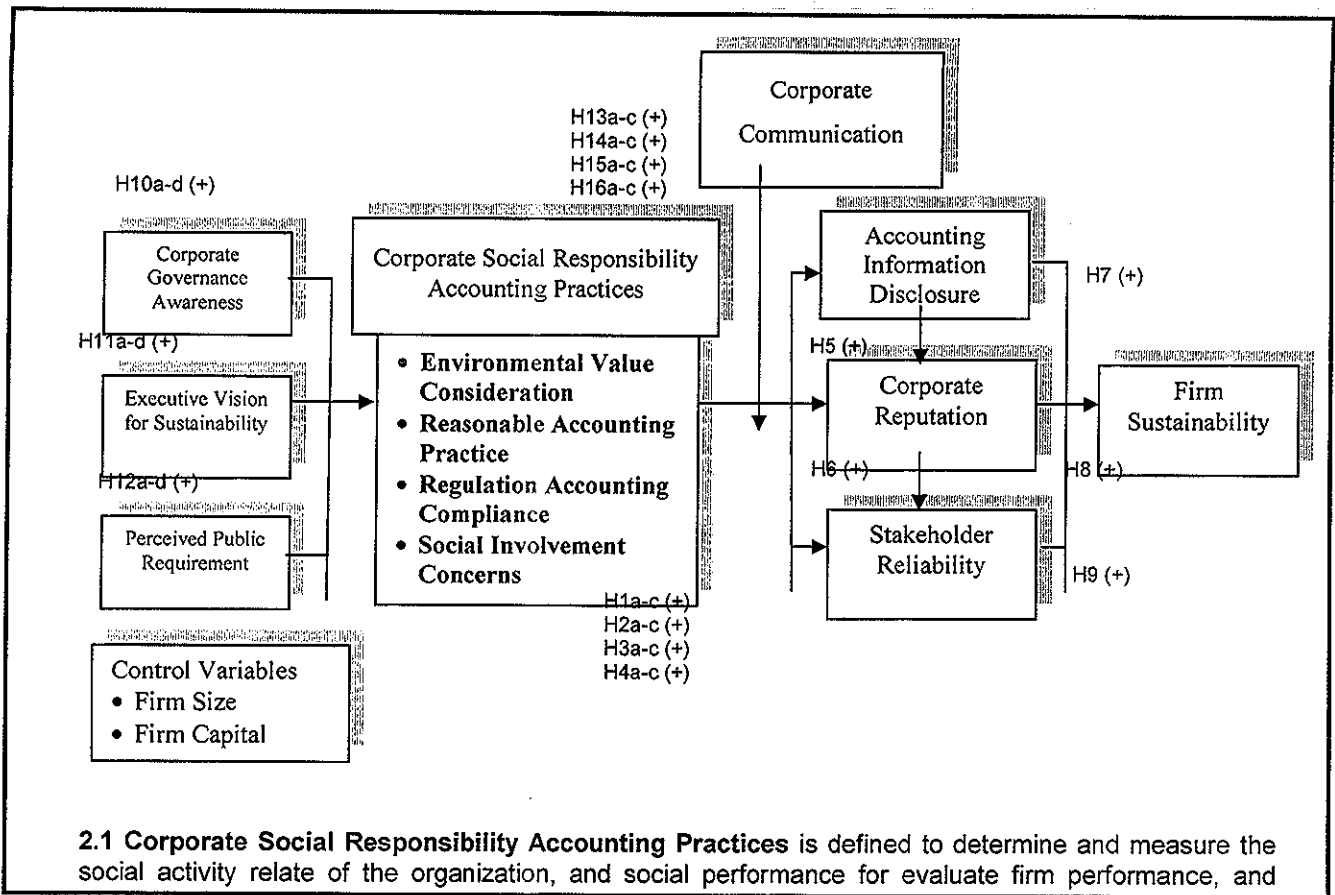 Corporate
Communication
H13a-c (+)
H14a-c (+)
H15a-c (+)
H16a-c (+)
H10a-d (+)
Corporate
Governance
Awareness
H11a-d (+)
Executive Vision
for Sustainability
H12a-d (+)
Perceived Public
Requirement
Control Variables
• Firm Size
• Firm Capital
Corporate Social Responsibility
Accounting Practices
• Environmental Value
Consideration
• Reasonable Accounting
Practice
• Regulation Accounting
Compliance
• Social Involvement
Concerns
H1a-c (+)
H2a-c (+)
H3a-c (+)
H4a-c (+)
Accounting
Information
Disclosure
H5 (+)
Corporate
Reputation
H6 (+)
Stakeholder
Reliability
H7 (+)
H8 (+)
H9 (+)
Firm
Sustainability
2.1 Corporate Social Responsibility Accounting Practices is defined to determine and measure the
social activity relate of the organization, and social performance for evaluate firm performance, and